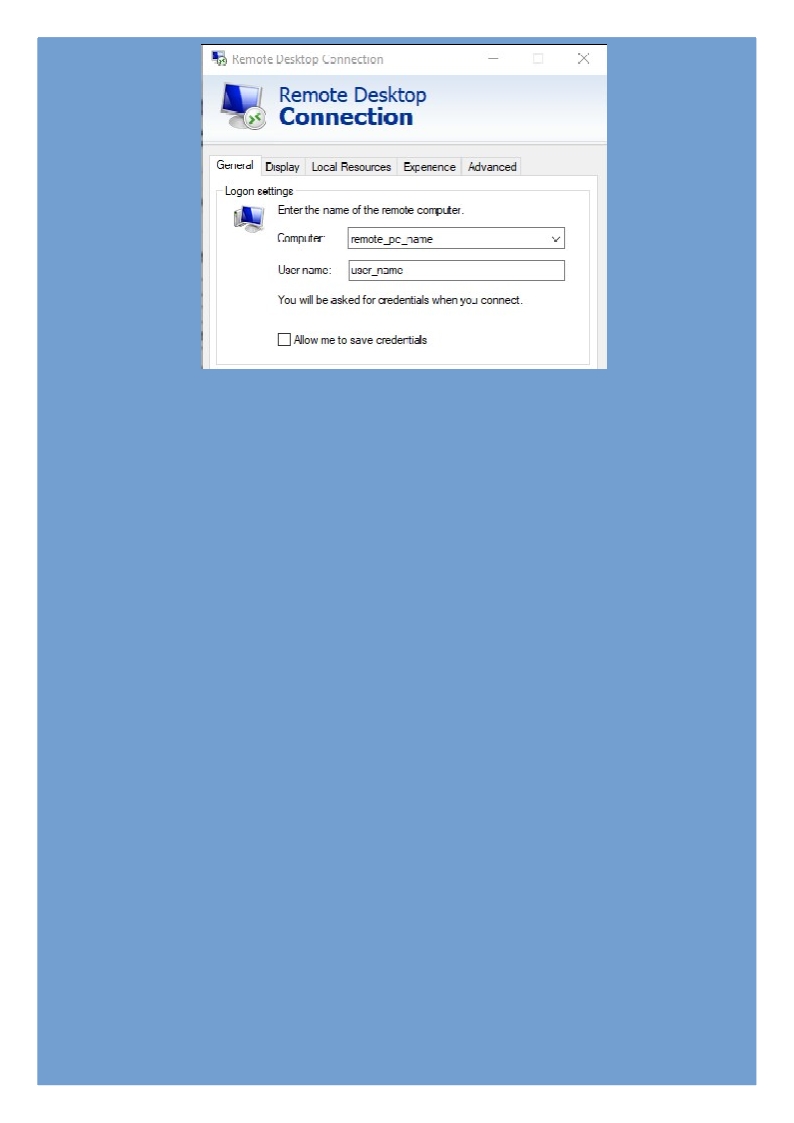 Remote Desktop Connection
Remote Desktop
Connection
General Display Local Resources Experience Advanced
Logon settings
Enter the name of the remote computer.
Computer: remote_pc_name
User name: user_name
You will be asked for credentials when you connect.
Allow me to save credentials